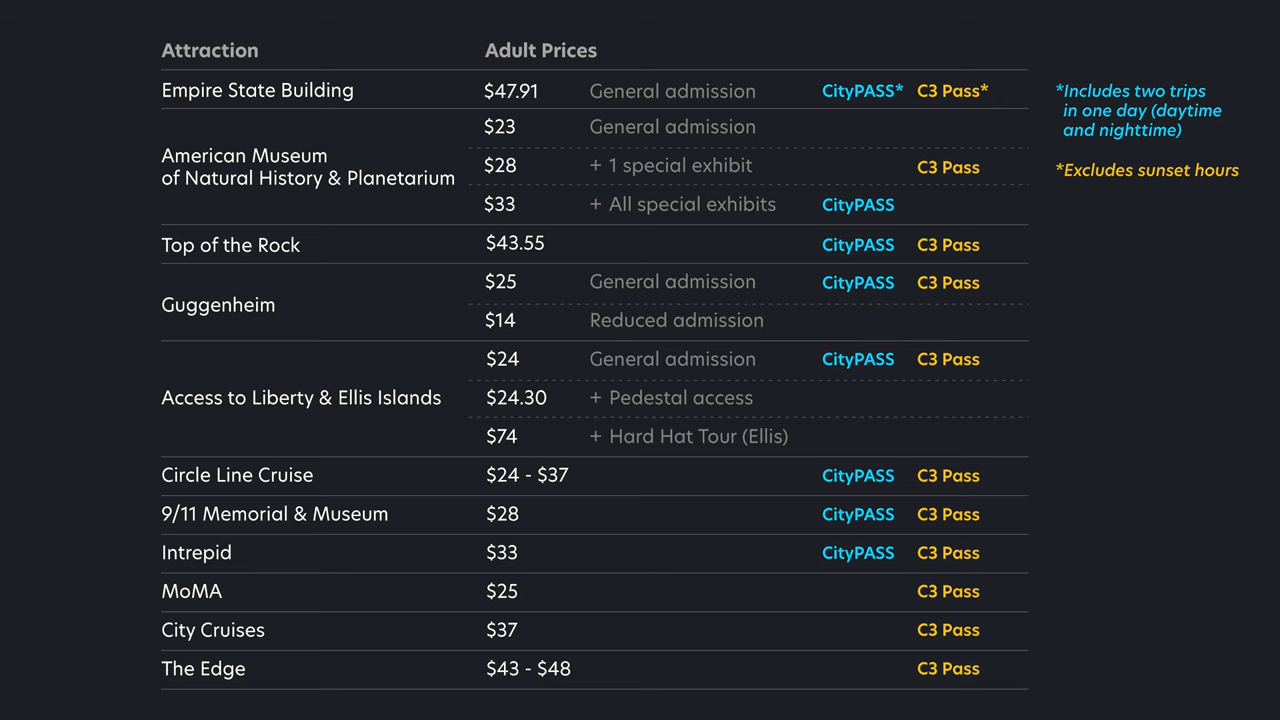 Attraction Adult Prices
Empire State Building $47.91 General admission CityPASS* C3 Pass*
*Includes two trips
in one day (daytime
and nighttime)
*Excludes sunset hours
American Museum
of Natural History & Planetarium
$23 General admission
$28 + 1 special exhibit C3 Pass
$33 + All special exhibits CityPASS
Top of the Rock $43.55 CityPASS C3 Pass
Guggenheim
$25 General admission CityPASS C3 Pass
$14 Reduced admission
Access to Liberty & Ellis Islands
$24 General admission CityPASS C3 Pass
$24.30 + Pedestal access
$74 + Hard Hat Tour (Ellis)
Circle Line Cruise $24 - $37 CityPASS C3 Pass
9/11 Memorial & Museum $28 CityPASS C3 Pass
Intrepid $33 CityPASS C3 Pass
MoMA $25 C3 Pass
City Cruises $37 C3 Pass
The Edge $43 - $48 C3 Pass